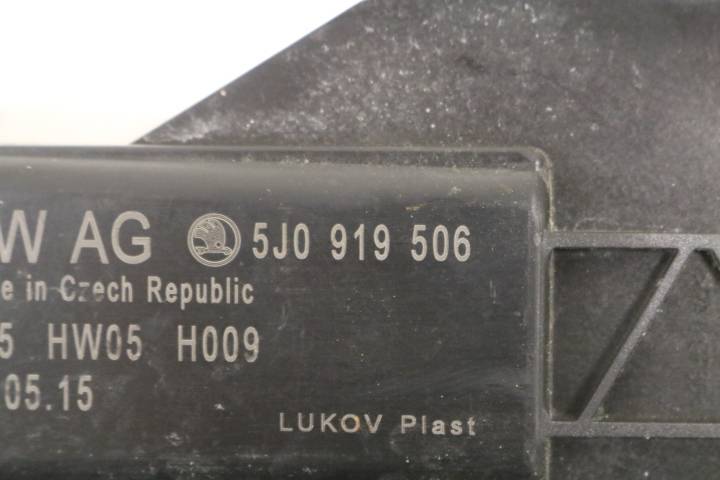 W AG 5J0 919 506
e in Czech Republic
5 HW05 H009
05.15
LUKOV Plast